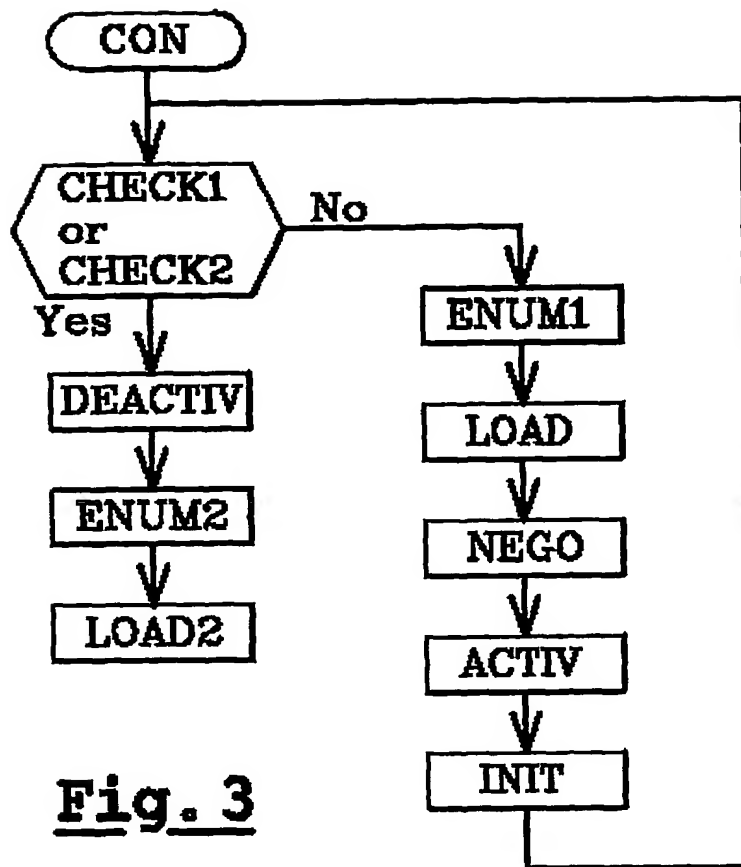 CON
CHECK1
or
CHECK2
No
Yes
ENUM1
DEACTIV
LOAD
ENUM2
NEGO
LOAD2
ACTIV
INIT
Fig. 3